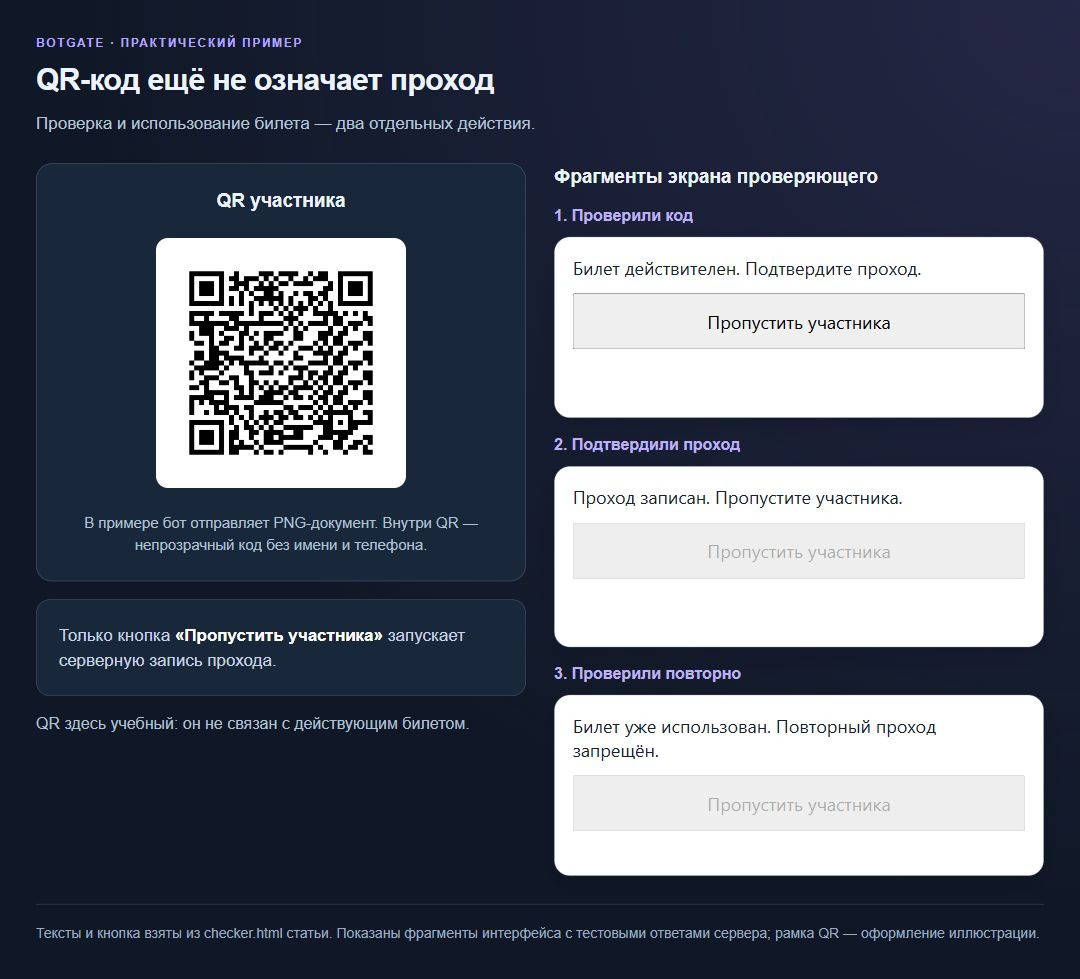 BOTGATE · ПРАКТИЧЕСКИЙ ПРИМЕР
QR-код ещё не означает проход
Проверка и использование билета — два отдельных действия.
QR участника
В примере бот отправляет PNG-документ. Внутри QR —
непрозрачный код без имени и телефона.
Только кнопка «Пропустить участника» запускает
серверную запись прохода.
QR здесь учебный: он не связан с действующим билетом.
Фрагменты экрана проверяющего
1. Проверили код
Билет действителен. Подтвердите проход.
Пропустить участника
2. Подтвердили проход
Проход записан. Пропустите участника.
Пропустить участника
3. Проверили повторно
Билет уже использован. Повторный проход
запрещён.
Пропустить участника
Тексты и кнопка взяты из checker.html статьи. Показаны фрагменты интерфейса с тестовыми ответами сервера; рамка QR — оформление иллюстрации.